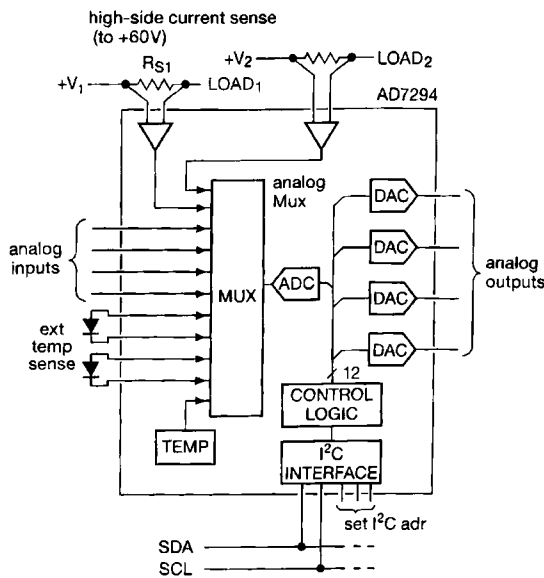 high-side current sense
(to +60V)
+V1
RS1
LOAD1
+V2
LOAD2
AD7294
analog
Mux
analog
inputs
ext
temp
sense
MUX
ADC
DAC
DAC
DAC
DAC
analog
outputs
12
CONTROL
LOGIC
TEMP
I²C
INTERFACE
set I²C adr
SDA
SCL